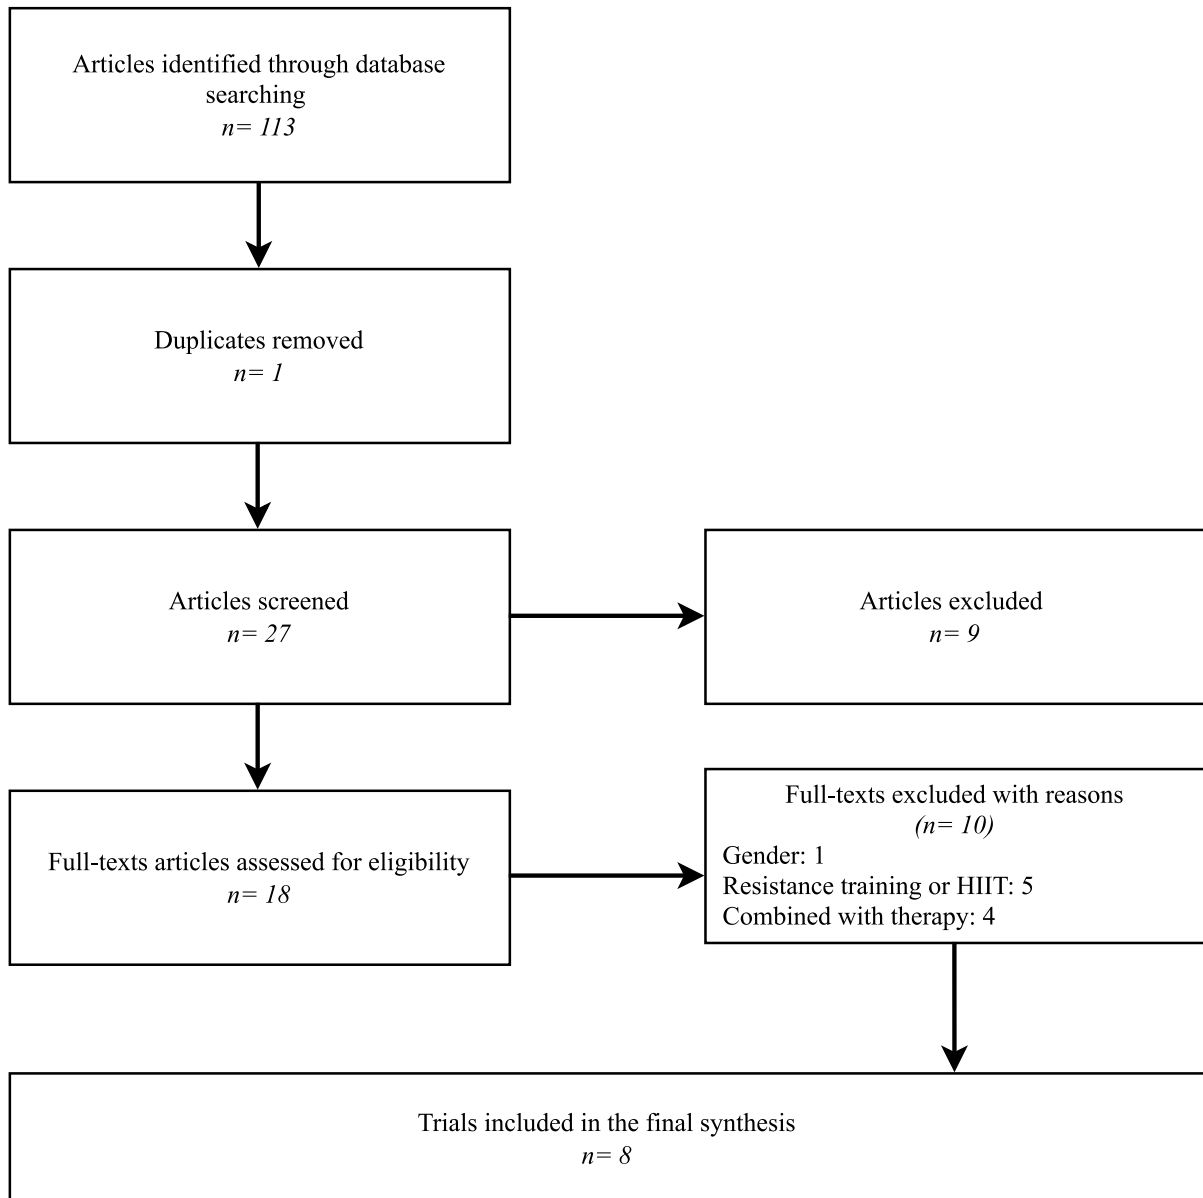 Articles identified through database
searching
n= 113
Duplicates removed
n= 1
Articles screened
n= 27
Articles excluded
n= 9
Full-texts articles assessed for eligibility
n= 18
Full-texts excluded with reasons
(n= 10)
Gender: 1
Resistance training or HIIT: 5
Combined with therapy: 4
Trials included in the final synthesis
n= 8